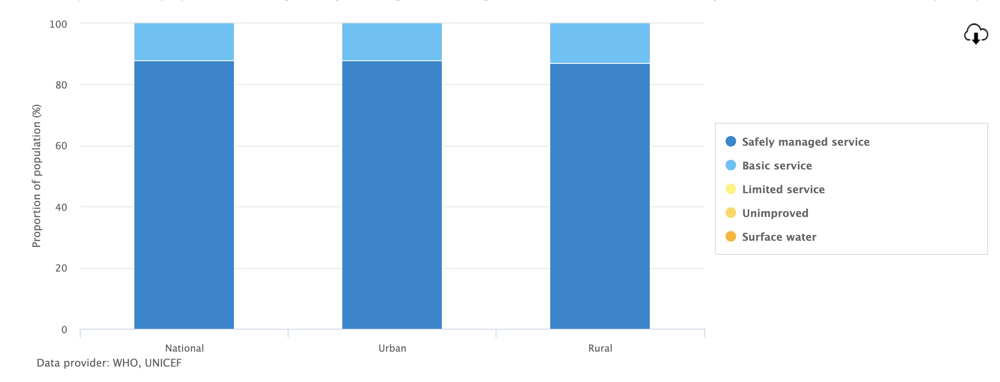 100
80
60
40
20
0
Proportion of population (%)
National
Urban
Rural
Safely managed service
Basic service
Limited service
Unimproved
Surface water
Data provider: WHO, UNICEF